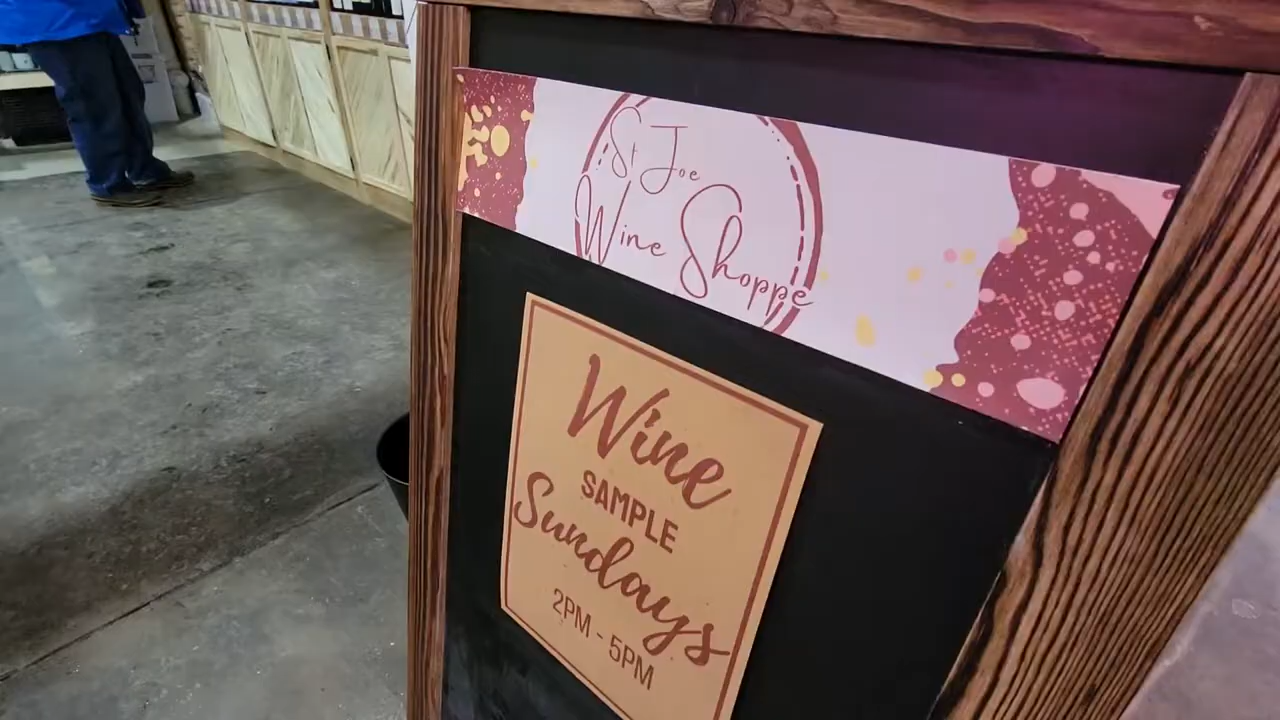 St Joe
Wine Shoppe
Wine
SAMPLE
Sundays
2PM - 5PM